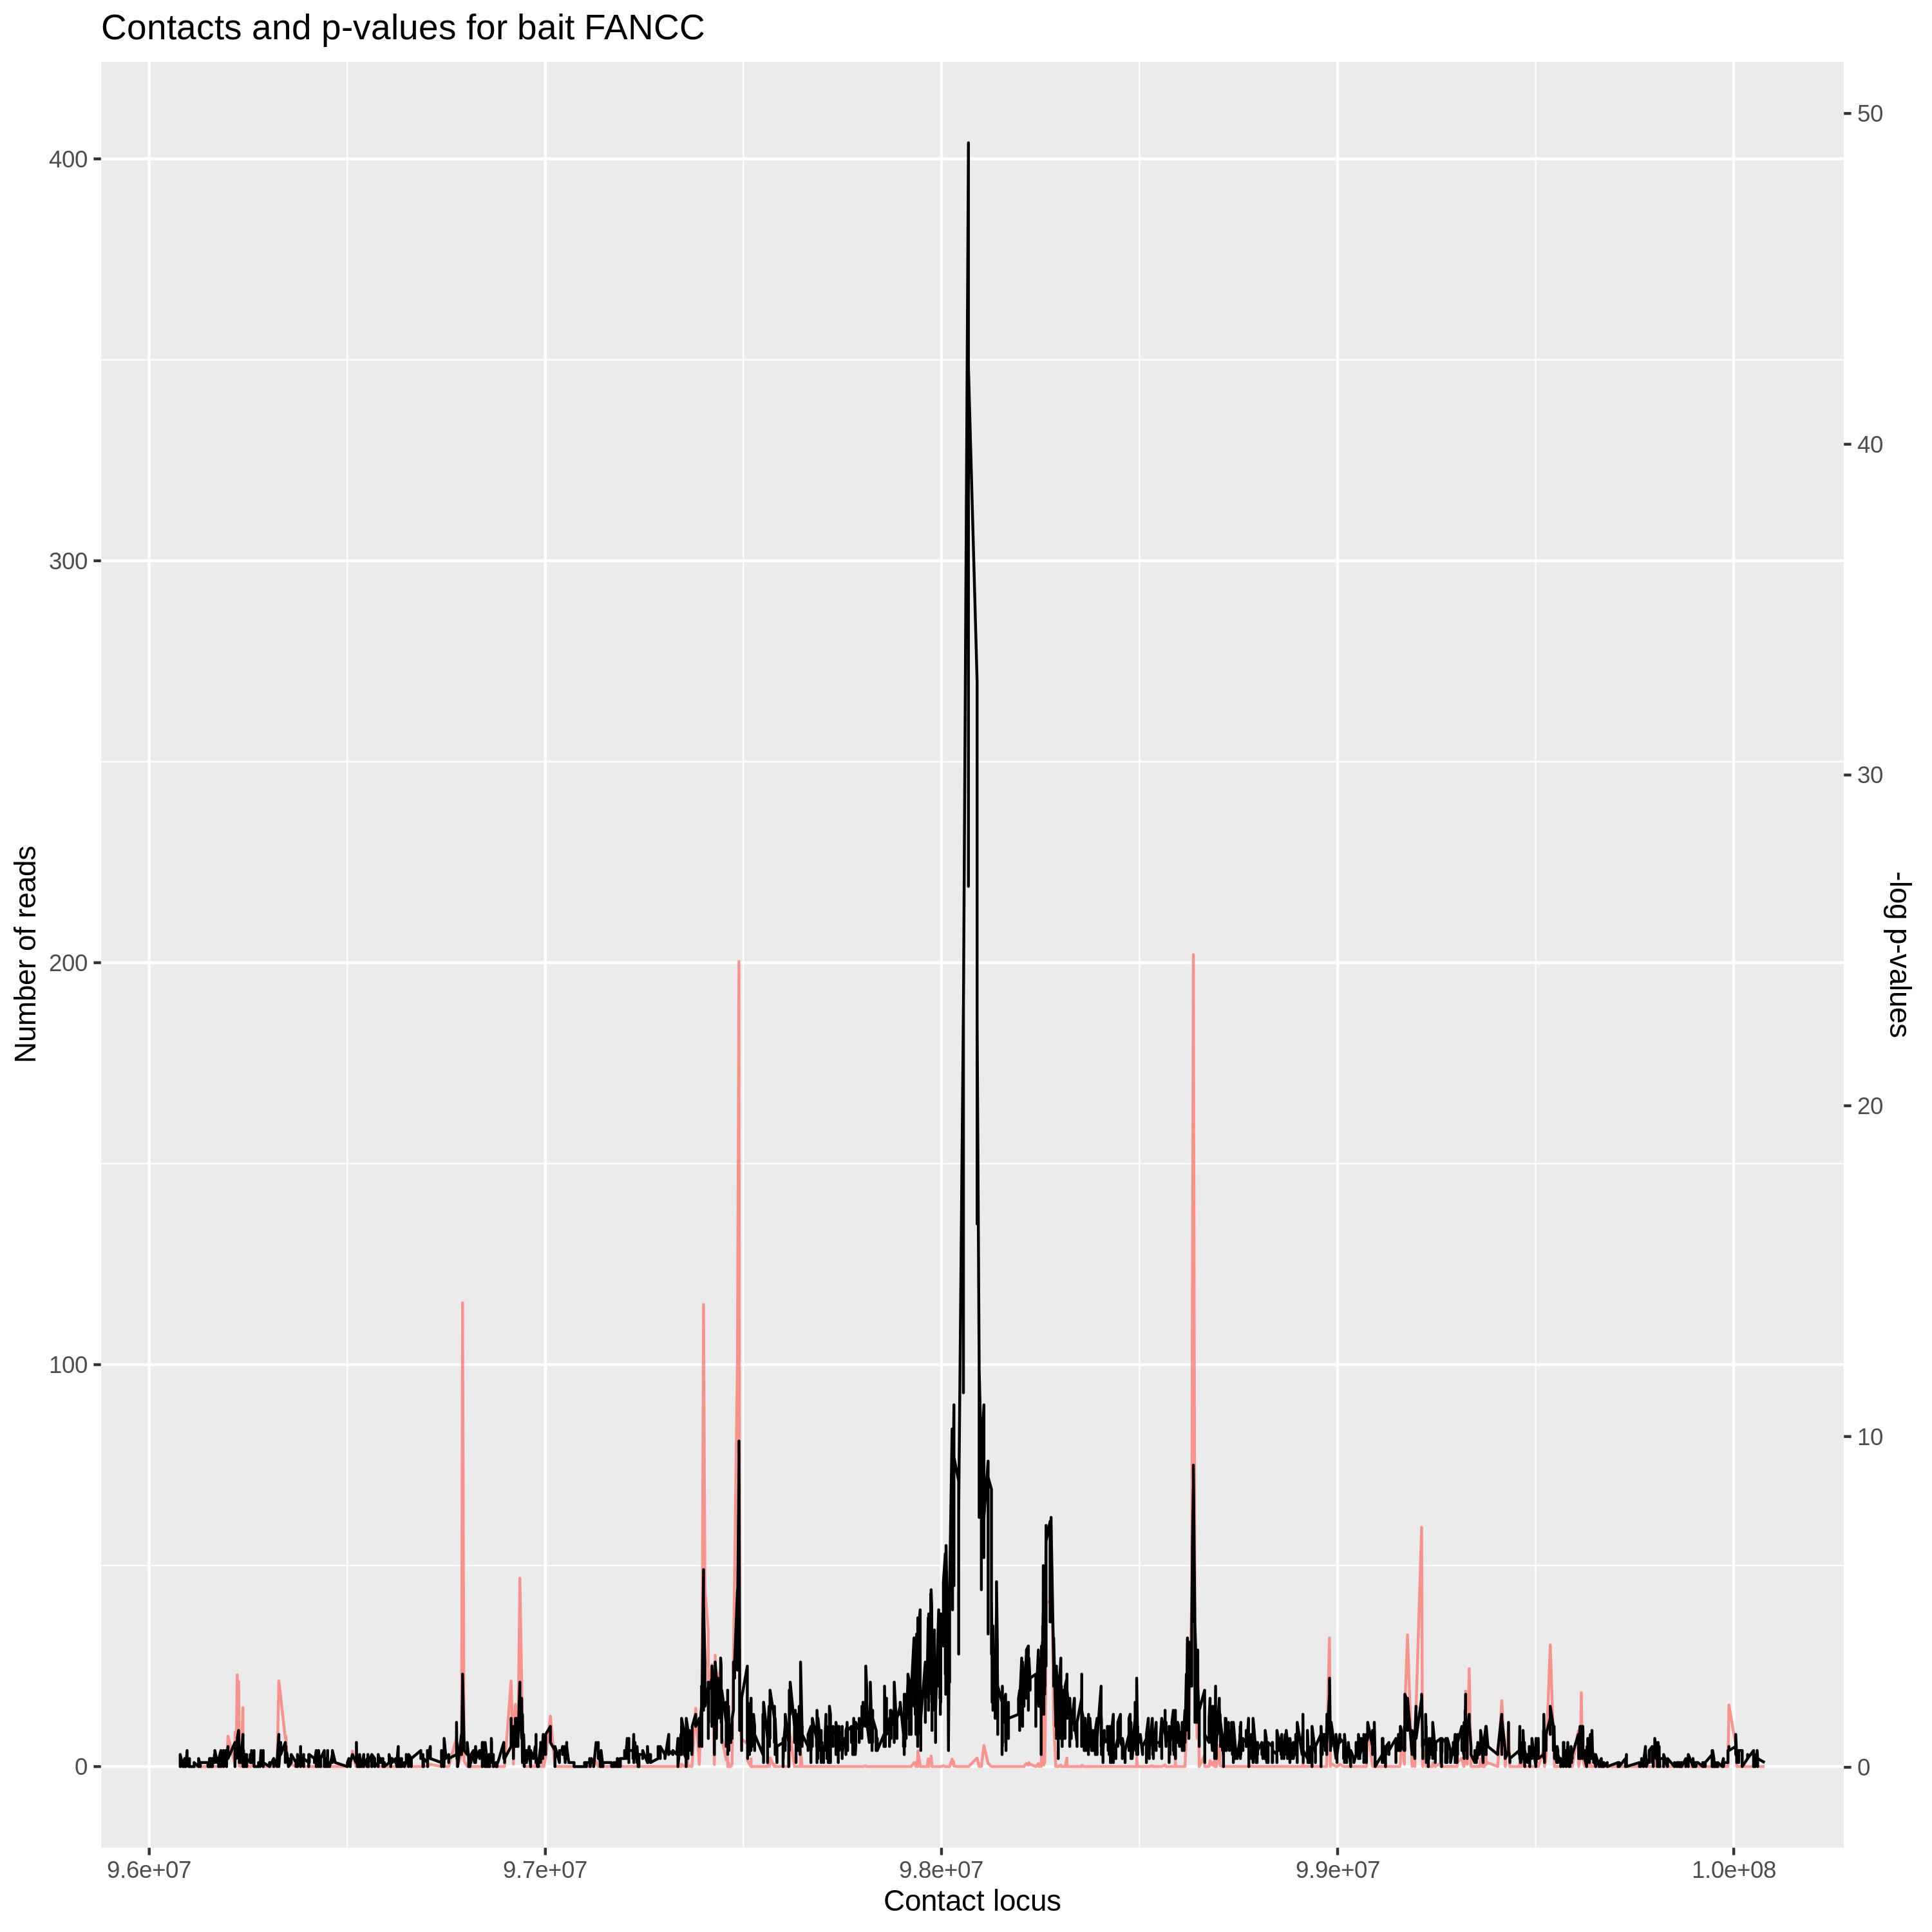 Contacts and p-values for bait FANCC
400
300
200
100
0
Number of reads
50
40
30
20
10
0
-log p-values
9.6e+07
9.7e+07
9.8e+07
9.9e+07
1.0e+08
Contact locus